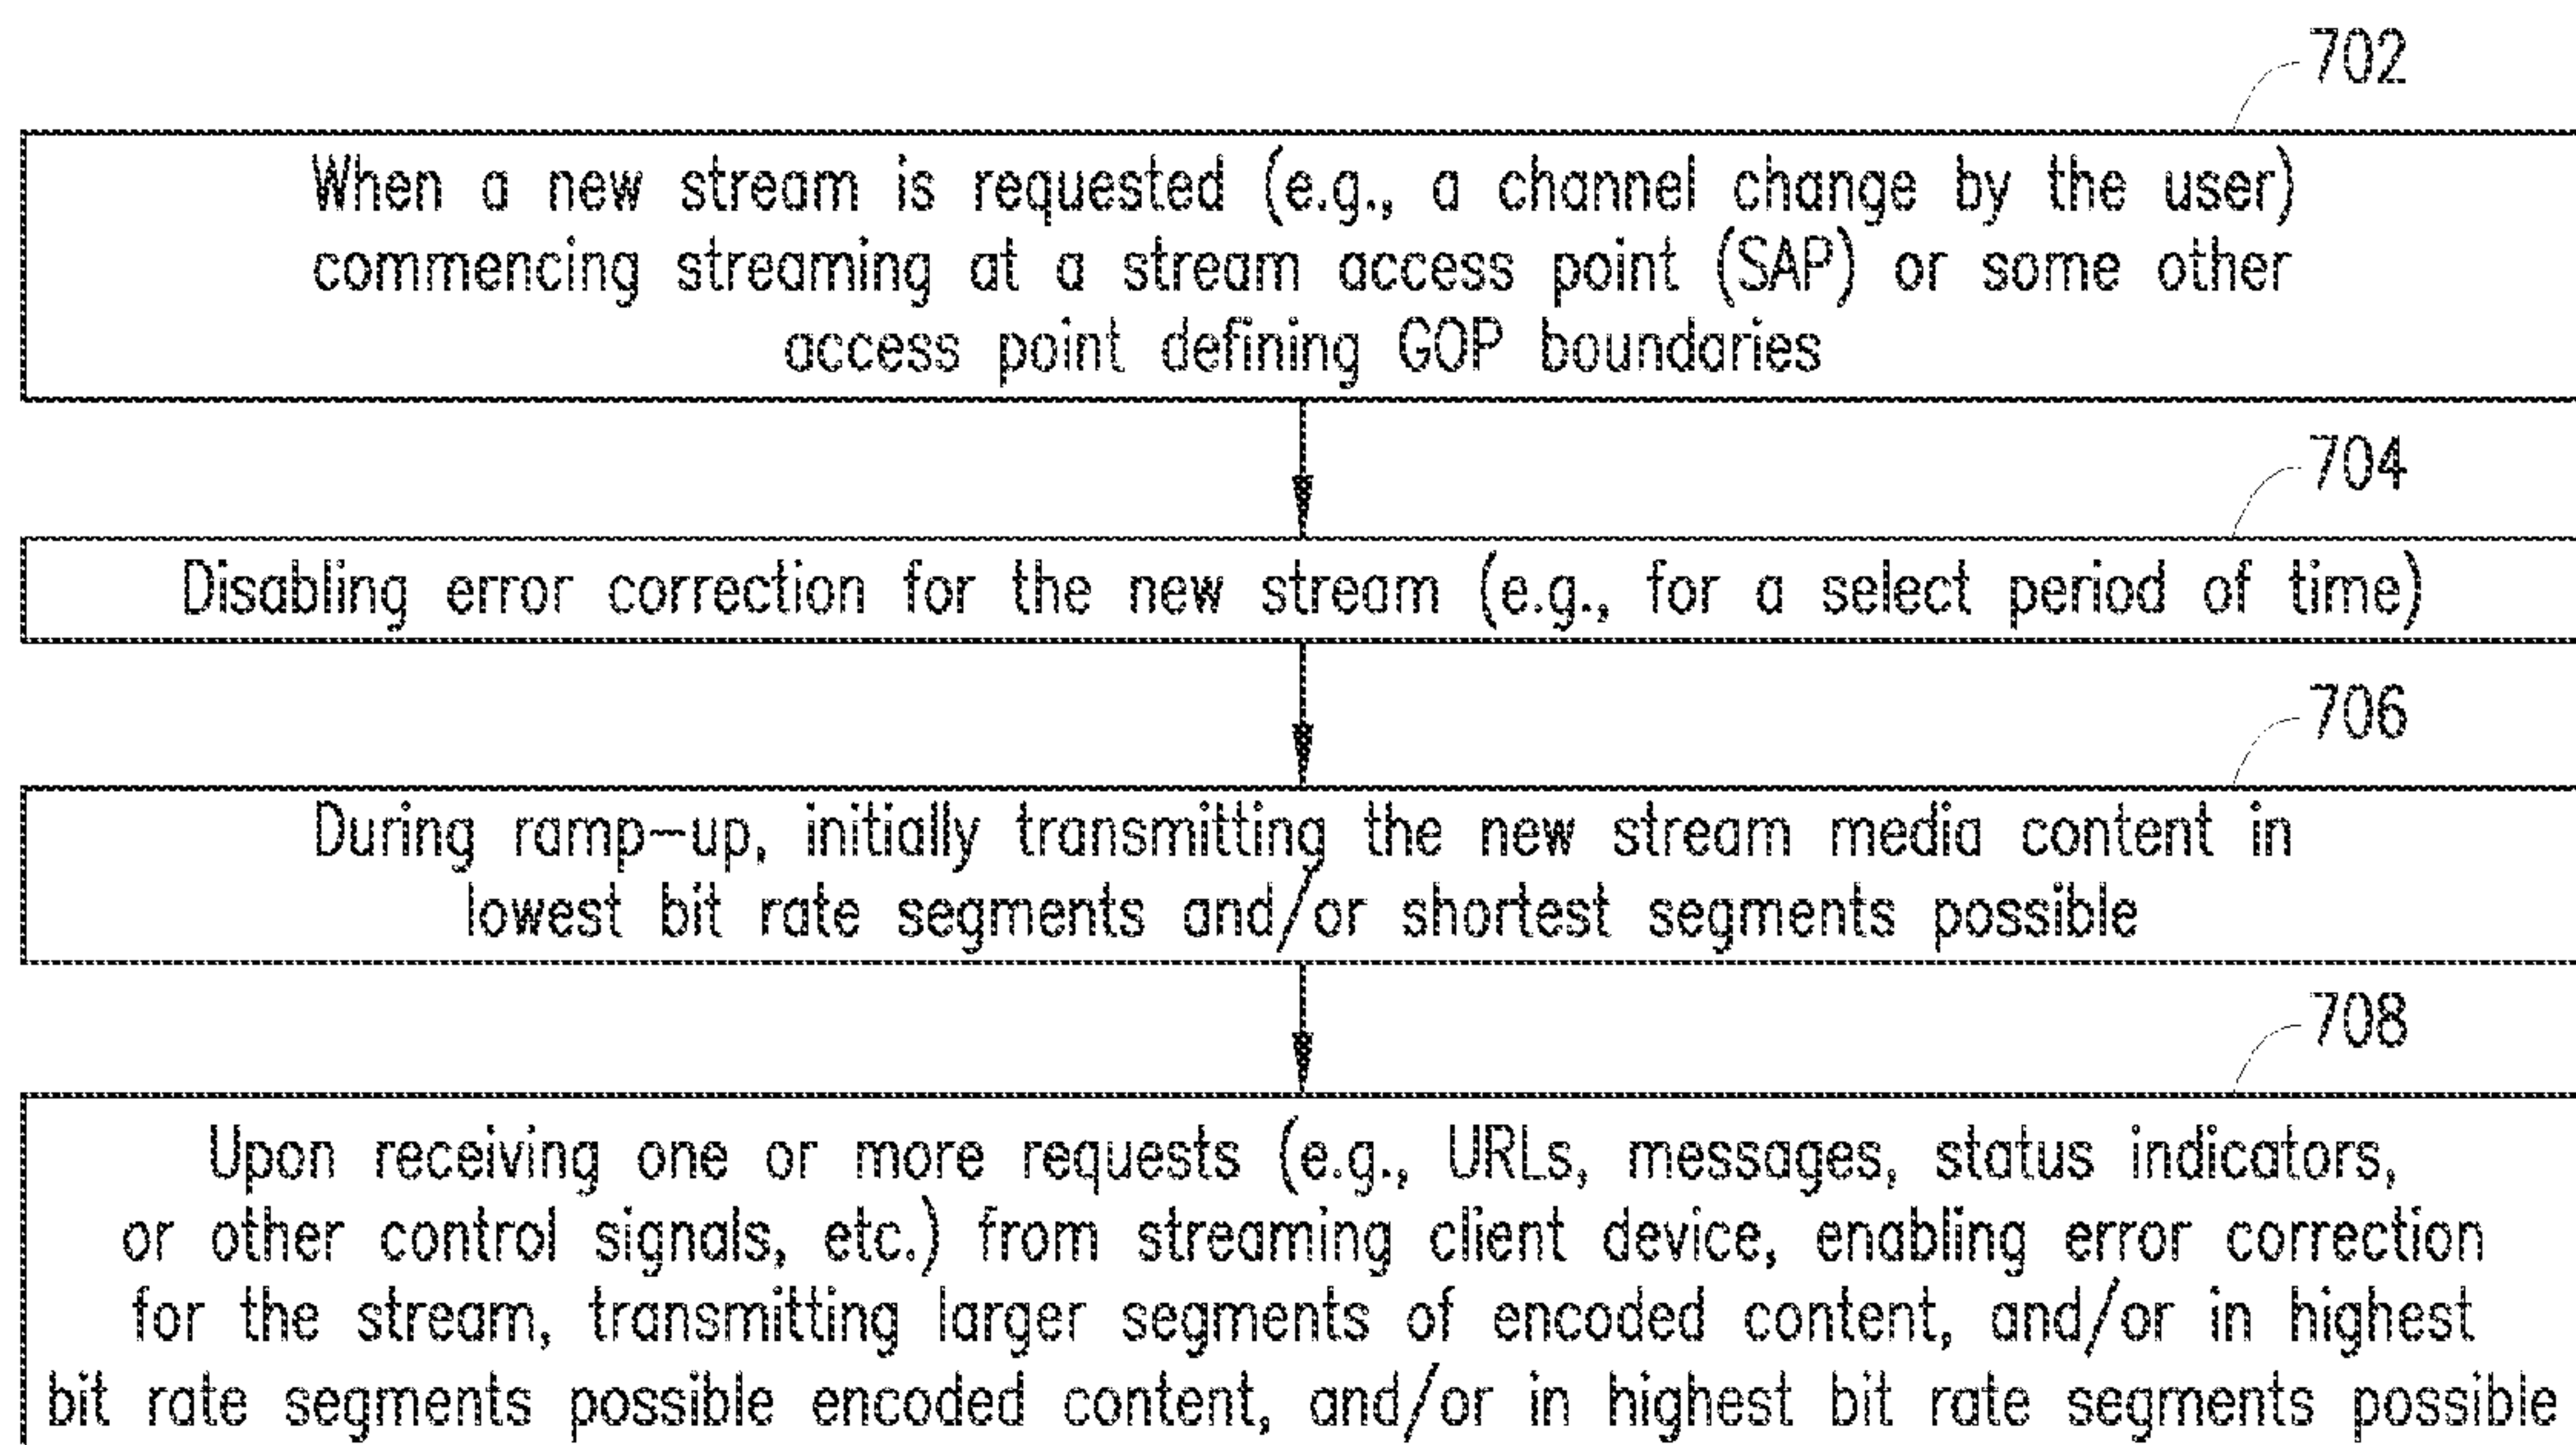 702
When a new stream is requested (e.g., a channel change by the user)
commencing streaming at a stream access point (SAP) or some other
access point defining GOP boundaries
704
Disabling error correction for the new stream (e.g., for a select period of time)
706
During ramp-up, initially transmitting the new stream media content in
lowest bit rate segments and/or shortest segments possible
708
Upon receiving one or more requests (e.g., URLs, messages, status indicators,
or other control signals, etc.) from streaming client device, enabling error correction
for the stream, transmitting larger segments of encoded content, and/or in highest
bit rate segments possible encoded content, and/or in highest bit rate segments possible